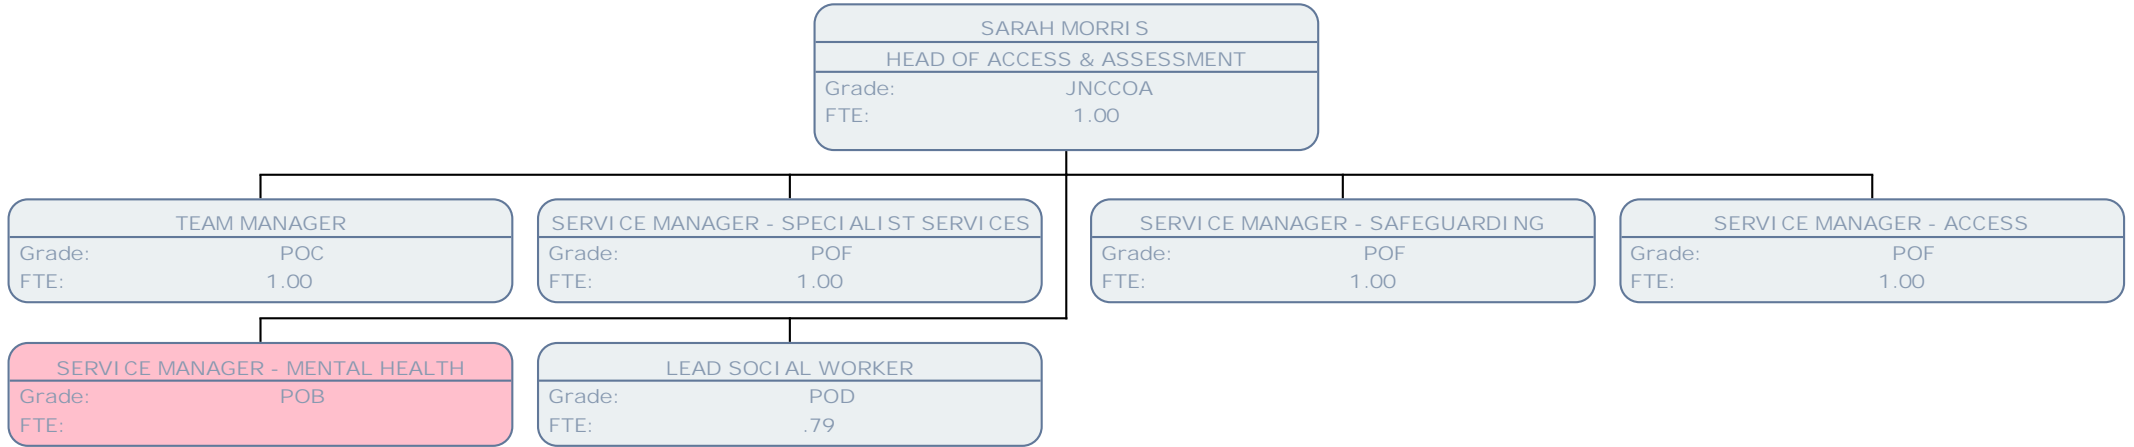 SARAH MORRIS
HEAD OF ACCESS & ASSESSMENT
Grade: JNCCOA
FTE: 1.00
TEAM MANAGER
Grade: POC
FTE: 1.00
SERVICE MANAGER - SPECIALIST SERVICES
Grade: POF
FTE: 1.00
SERVICE MANAGER - SAFEGUARDING
Grade: POF
FTE: 1.00
SERVICE MANAGER - ACCESS
Grade: POF
FTE: 1.00
SERVICE MANAGER - MENTAL HEALTH
Grade: POB
FTE:
LEAD SOCIAL WORKER
Grade: POD
FTE: .79